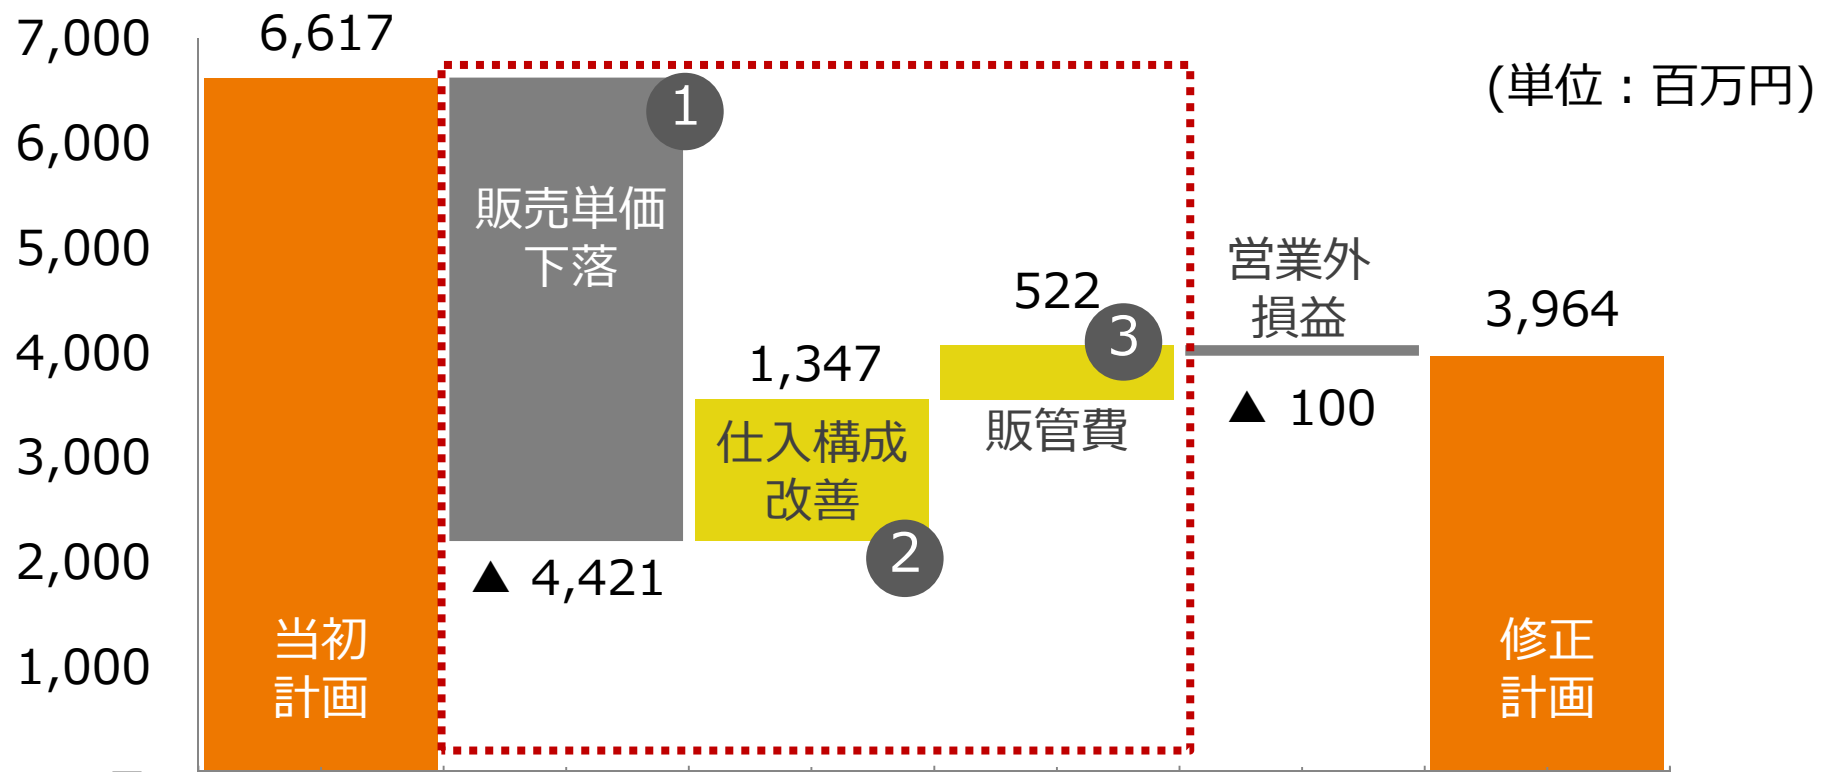 (単位：百万円)
7,000
6,000
5,000
4,000
3,000
2,000
1,000
6,617
当初
計画
1
販売単価
下落
▲ 4,421
1,347
仕入構成
改善
2
522
3
販管費
営業外
損益
▲ 100
3,964
修正
計画